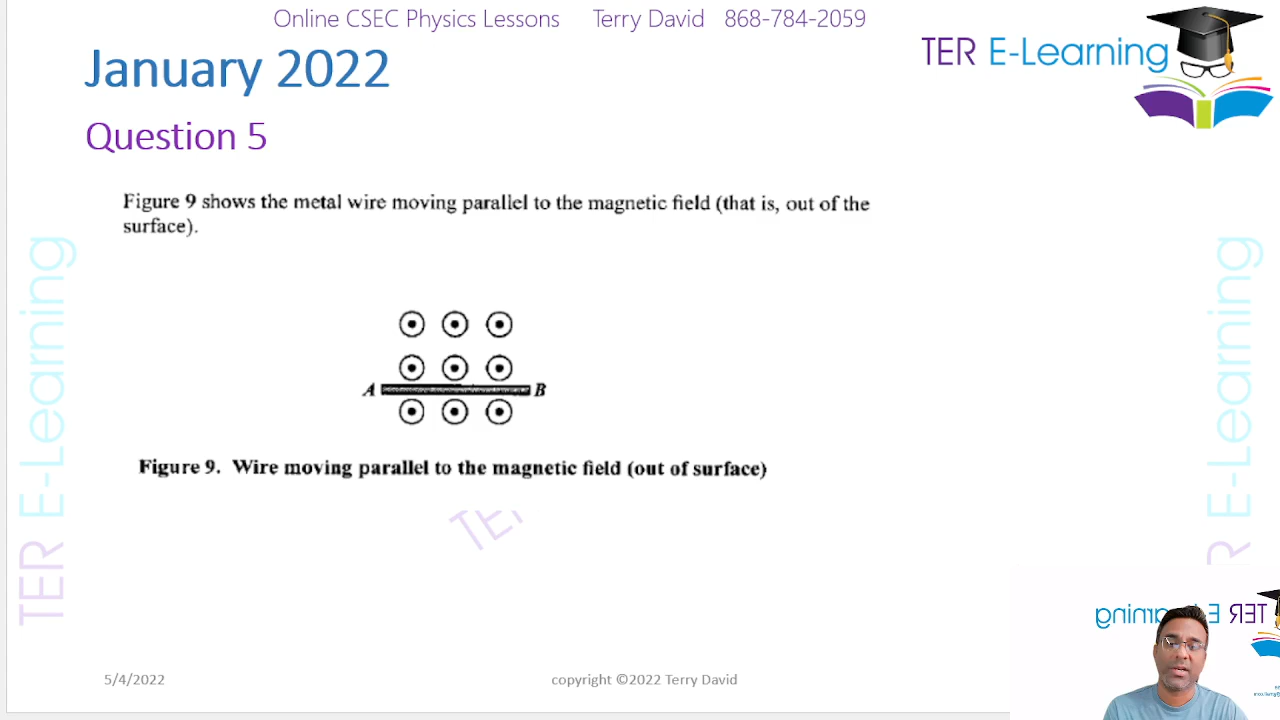 Online CSEC Physics Lessons Terry David 868-784-2059
TER E-Learning
January 2022
Question 5
Figure 9 shows the metal wire moving parallel to the magnetic field (that is, out of the
surface).
A B
Figure 9. Wire moving parallel to the magnetic field (out of surface)
TER E-Learning
TER
R E-Learning
TER E-Learning
5/4/2022
copyright ©2022 Terry David